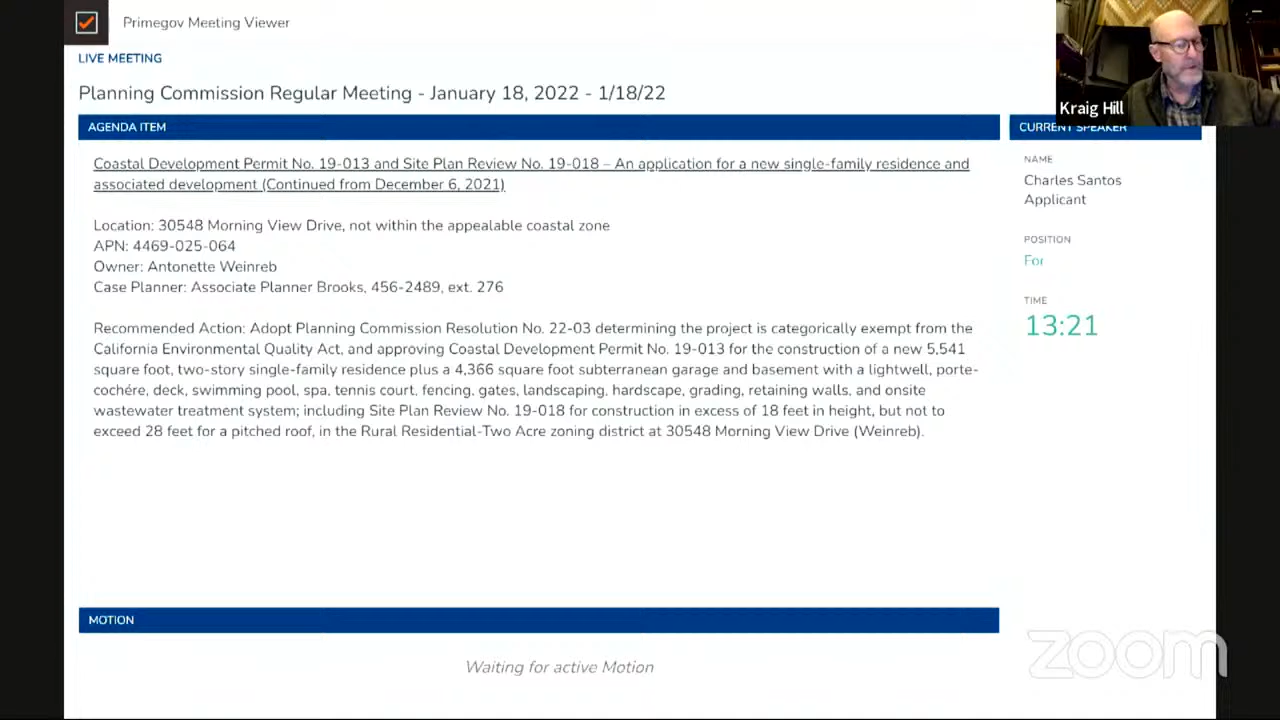 Primegov Meeting Viewer
LIVE MEETING
Planning Commission Regular Meeting - January 18, 2022 - 1/18/22
Kraig Hill
AGENDA ITEM
CURRENT SPEAKER
Coastal Development Permit No. 19-013 and Site Plan Review No. 19-018 – An application for a new single-family residence and
associated development (Continued from December 6, 2021)
Location: 30548 Morning View Drive, not within the appealable coastal zone
APN: 4469-025-064
Owner: Antonette Weinreb
Case Planner: Associate Planner Brooks, 456-2489, ext. 276
Recommended Action: Adopt Planning Commission Resolution No. 22-03 determining the project is categorically exempt from the
California Environmental Quality Act, and approving Coastal Development Permit No. 19-013 for the construction of a new 5,541
square foot, two-story single-family residence plus a 4,366 square foot subterranean garage and basement with a lightwell, porte-
cochére, deck, swimming pool, spa, tennis court, fencing, gates, landscaping, hardscape, grading, retaining walls, and onsite
wastewater treatment system; including Site Plan Review No. 19-018 for construction in excess of 18 feet in height, but not to
exceed 28 feet for a pitched roof, in the Rural Residential-Two Acre zoning district at 30548 Morning View Drive (Weinreb).
NAME
Charles Santos
Applicant
POSITION
For
TIME
13:21
MOTION
Waiting for active Motion
zoom